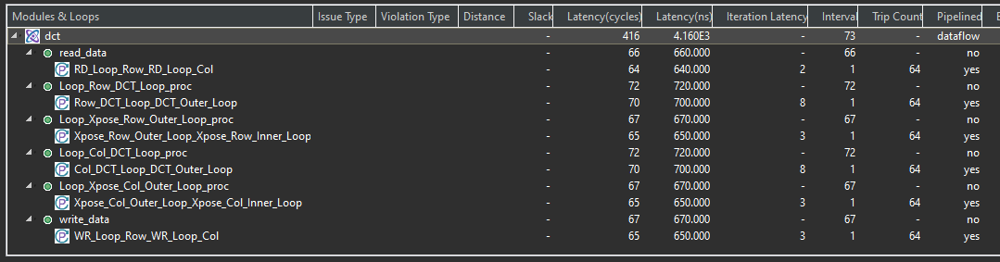 Modules & Loops Issue Type Violation Type Distance Slack Latency(cycles) Latency(ns) Iteration Latency Interval Trip Count Pipelined
dct - 416 4.160E3 - 73 - dataflow
read_data - 66 660.000 - 66 - no
RD_Loop_Row_RD_Loop_Col - 64 640.000 2 1 64 yes
Loop_Row_DCT_Loop_proc - 72 720.000 - 72 - no
Row_DCT_Loop_DCT_Outer_Loop - 70 700.000 8 1 64 yes
Loop_Xpose_Row_Outer_Loop_proc - 67 670.000 - 67 - no
Xpose_Row_Outer_Loop_Xpose_Row_Inner_Loop - 65 650.000 3 1 64 yes
Loop_Col_DCT_Loop_proc - 72 720.000 - 72 - no
Col_DCT_Loop_DCT_Outer_Loop - 70 700.000 8 1 64 yes
Loop_Xpose_Col_Outer_Loop_proc - 67 670.000 - 67 - no
Xpose_Col_Outer_Loop_Xpose_Col_Inner_Loop - 65 650.000 3 1 64 yes
write_data - 67 670.000 - 67 - no
WR_Loop_Row_WR_Loop_Col - 65 650.000 3 1 64 yes